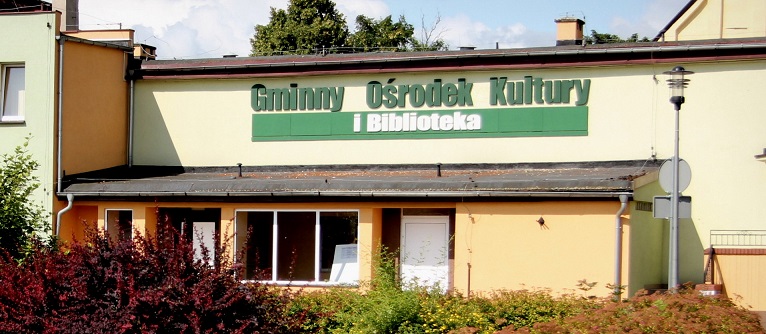 Gminny Ośrodek Kultury
i Biblioteka